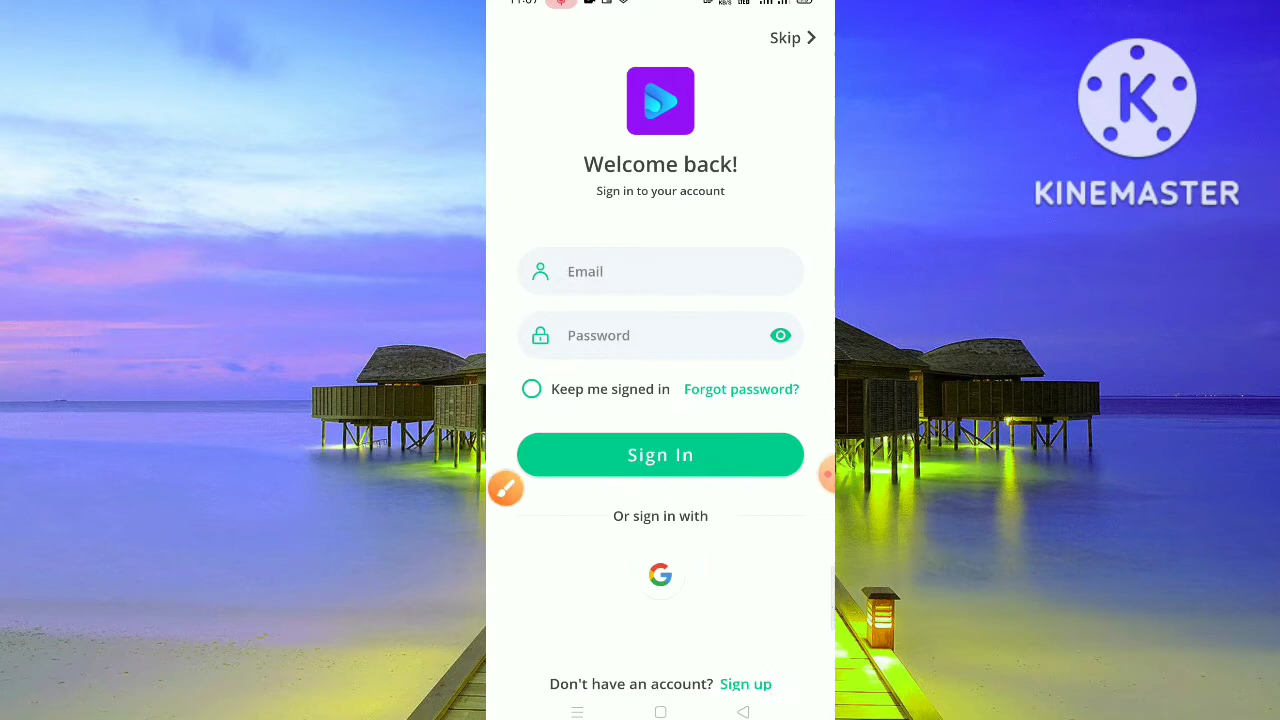 Skip
Welcome back!
Sign in to your account
Email
Password
Keep me signed in Forgot password?
Sign In
Or sign in with
Don't have an account? Sign up
K
KINEMASTER